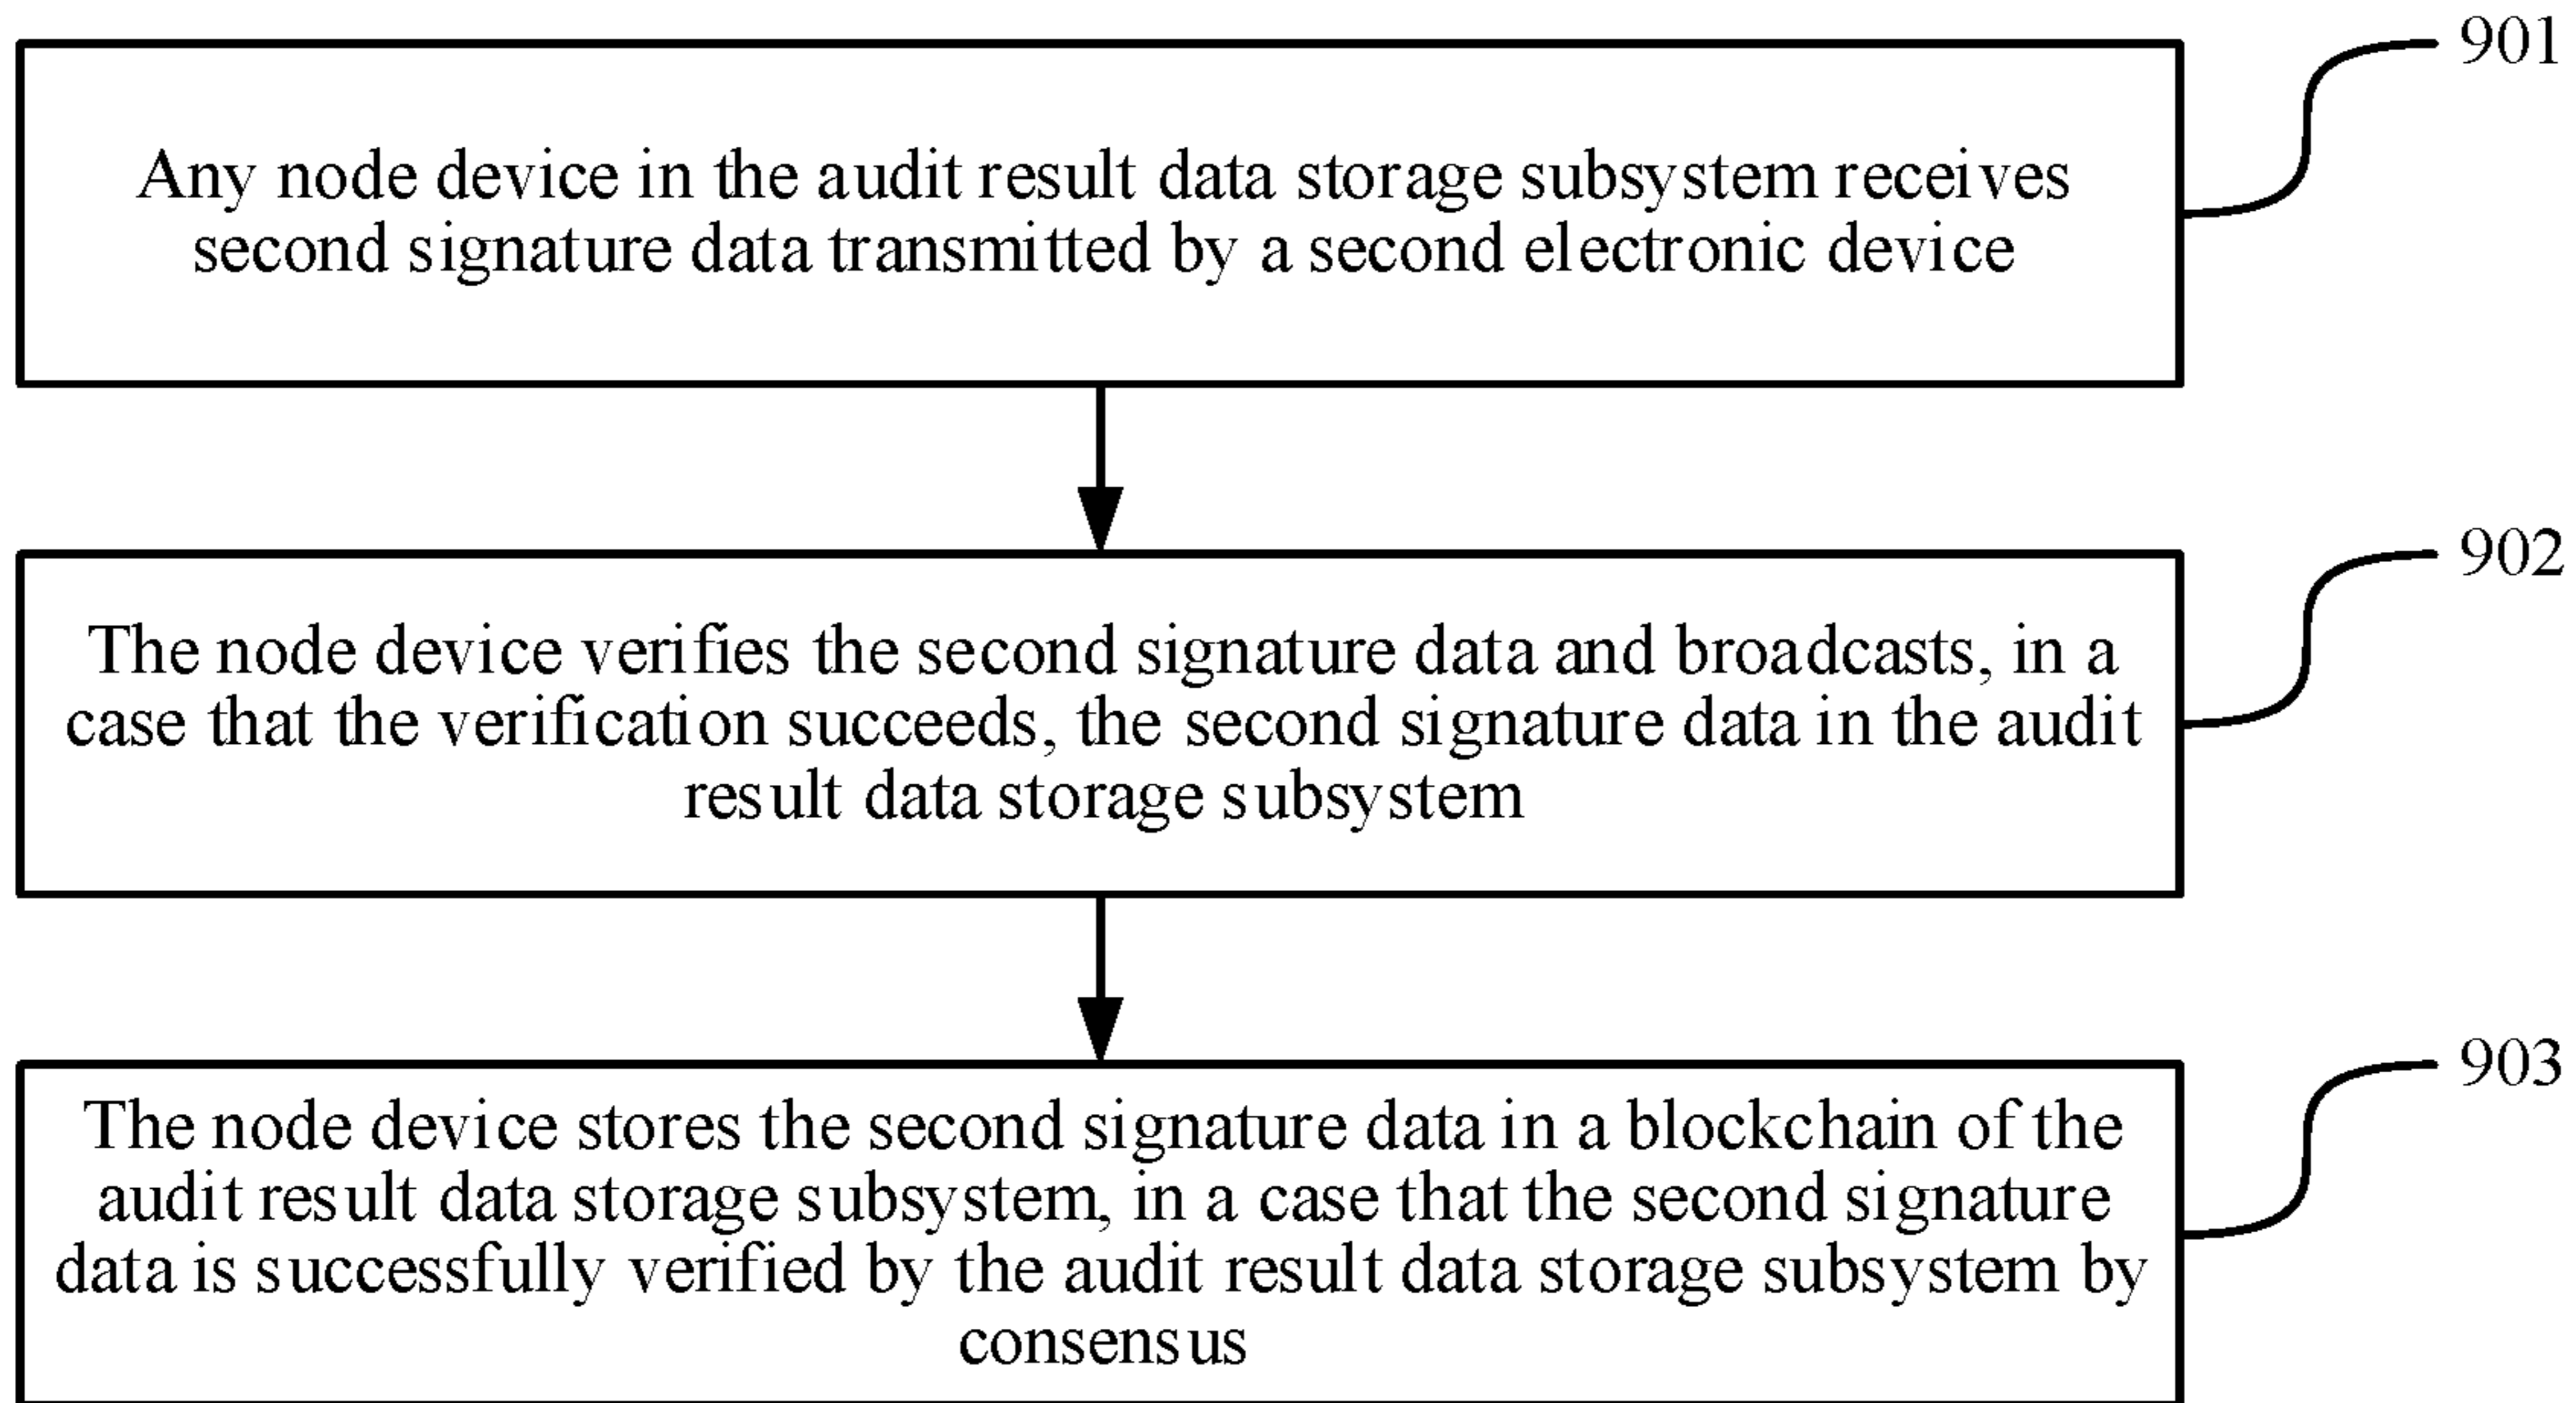 901
Any node device in the audit result data storage subsystem receives
second signature data transmitted by a second electronic device
902
The node device verifies the second signature data and broadcasts, in a
case that the verification succeeds, the second signature data in the audit
result data storage subsystem
903
The node device stores the second signature data in a blockchain of the
audit result data storage subsystem, in a case that the second signature
data is successfully verified by the audit result data storage subsystem by
consensus